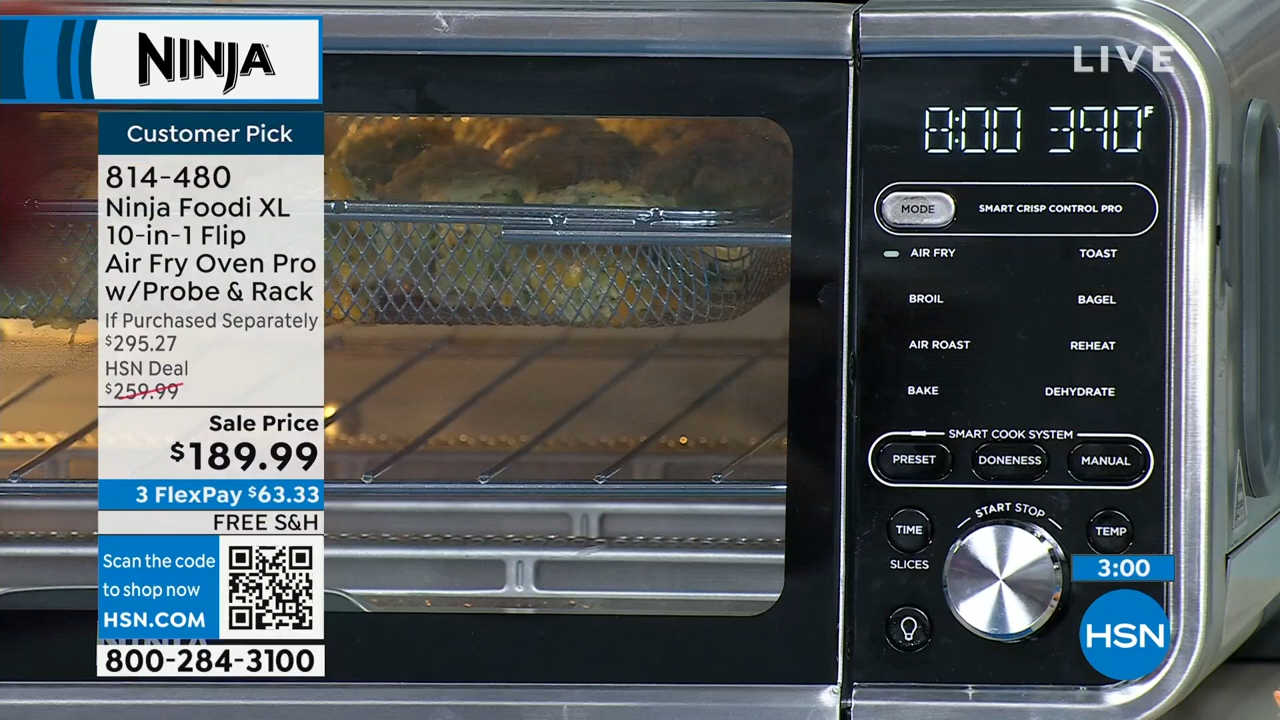 NINJA
Customer Pick
814-480
Ninja Foodi XL
10-in-1 Flip
Air Fry Oven Pro
w/Probe & Rack
If Purchased Separately
$295.27
HSN Deal
$259.99
Sale Price
$189.99
3 FlexPay $63.33
FREE S&H
Scan the code
to shop now
HSN.COM
NINJA
800-284-3100
LIVE
8:00 390°F
MODE SMART CRISP CONTROL PRO
AIR FRY TOAST
BROIL BAGEL
AIR ROAST REHEAT
BAKE DEHYDRATE
SMART COOK SYSTEM
PRESET DONENESS MANUAL
START STOP
TIME TEMP
SLICES
3:00
HSN